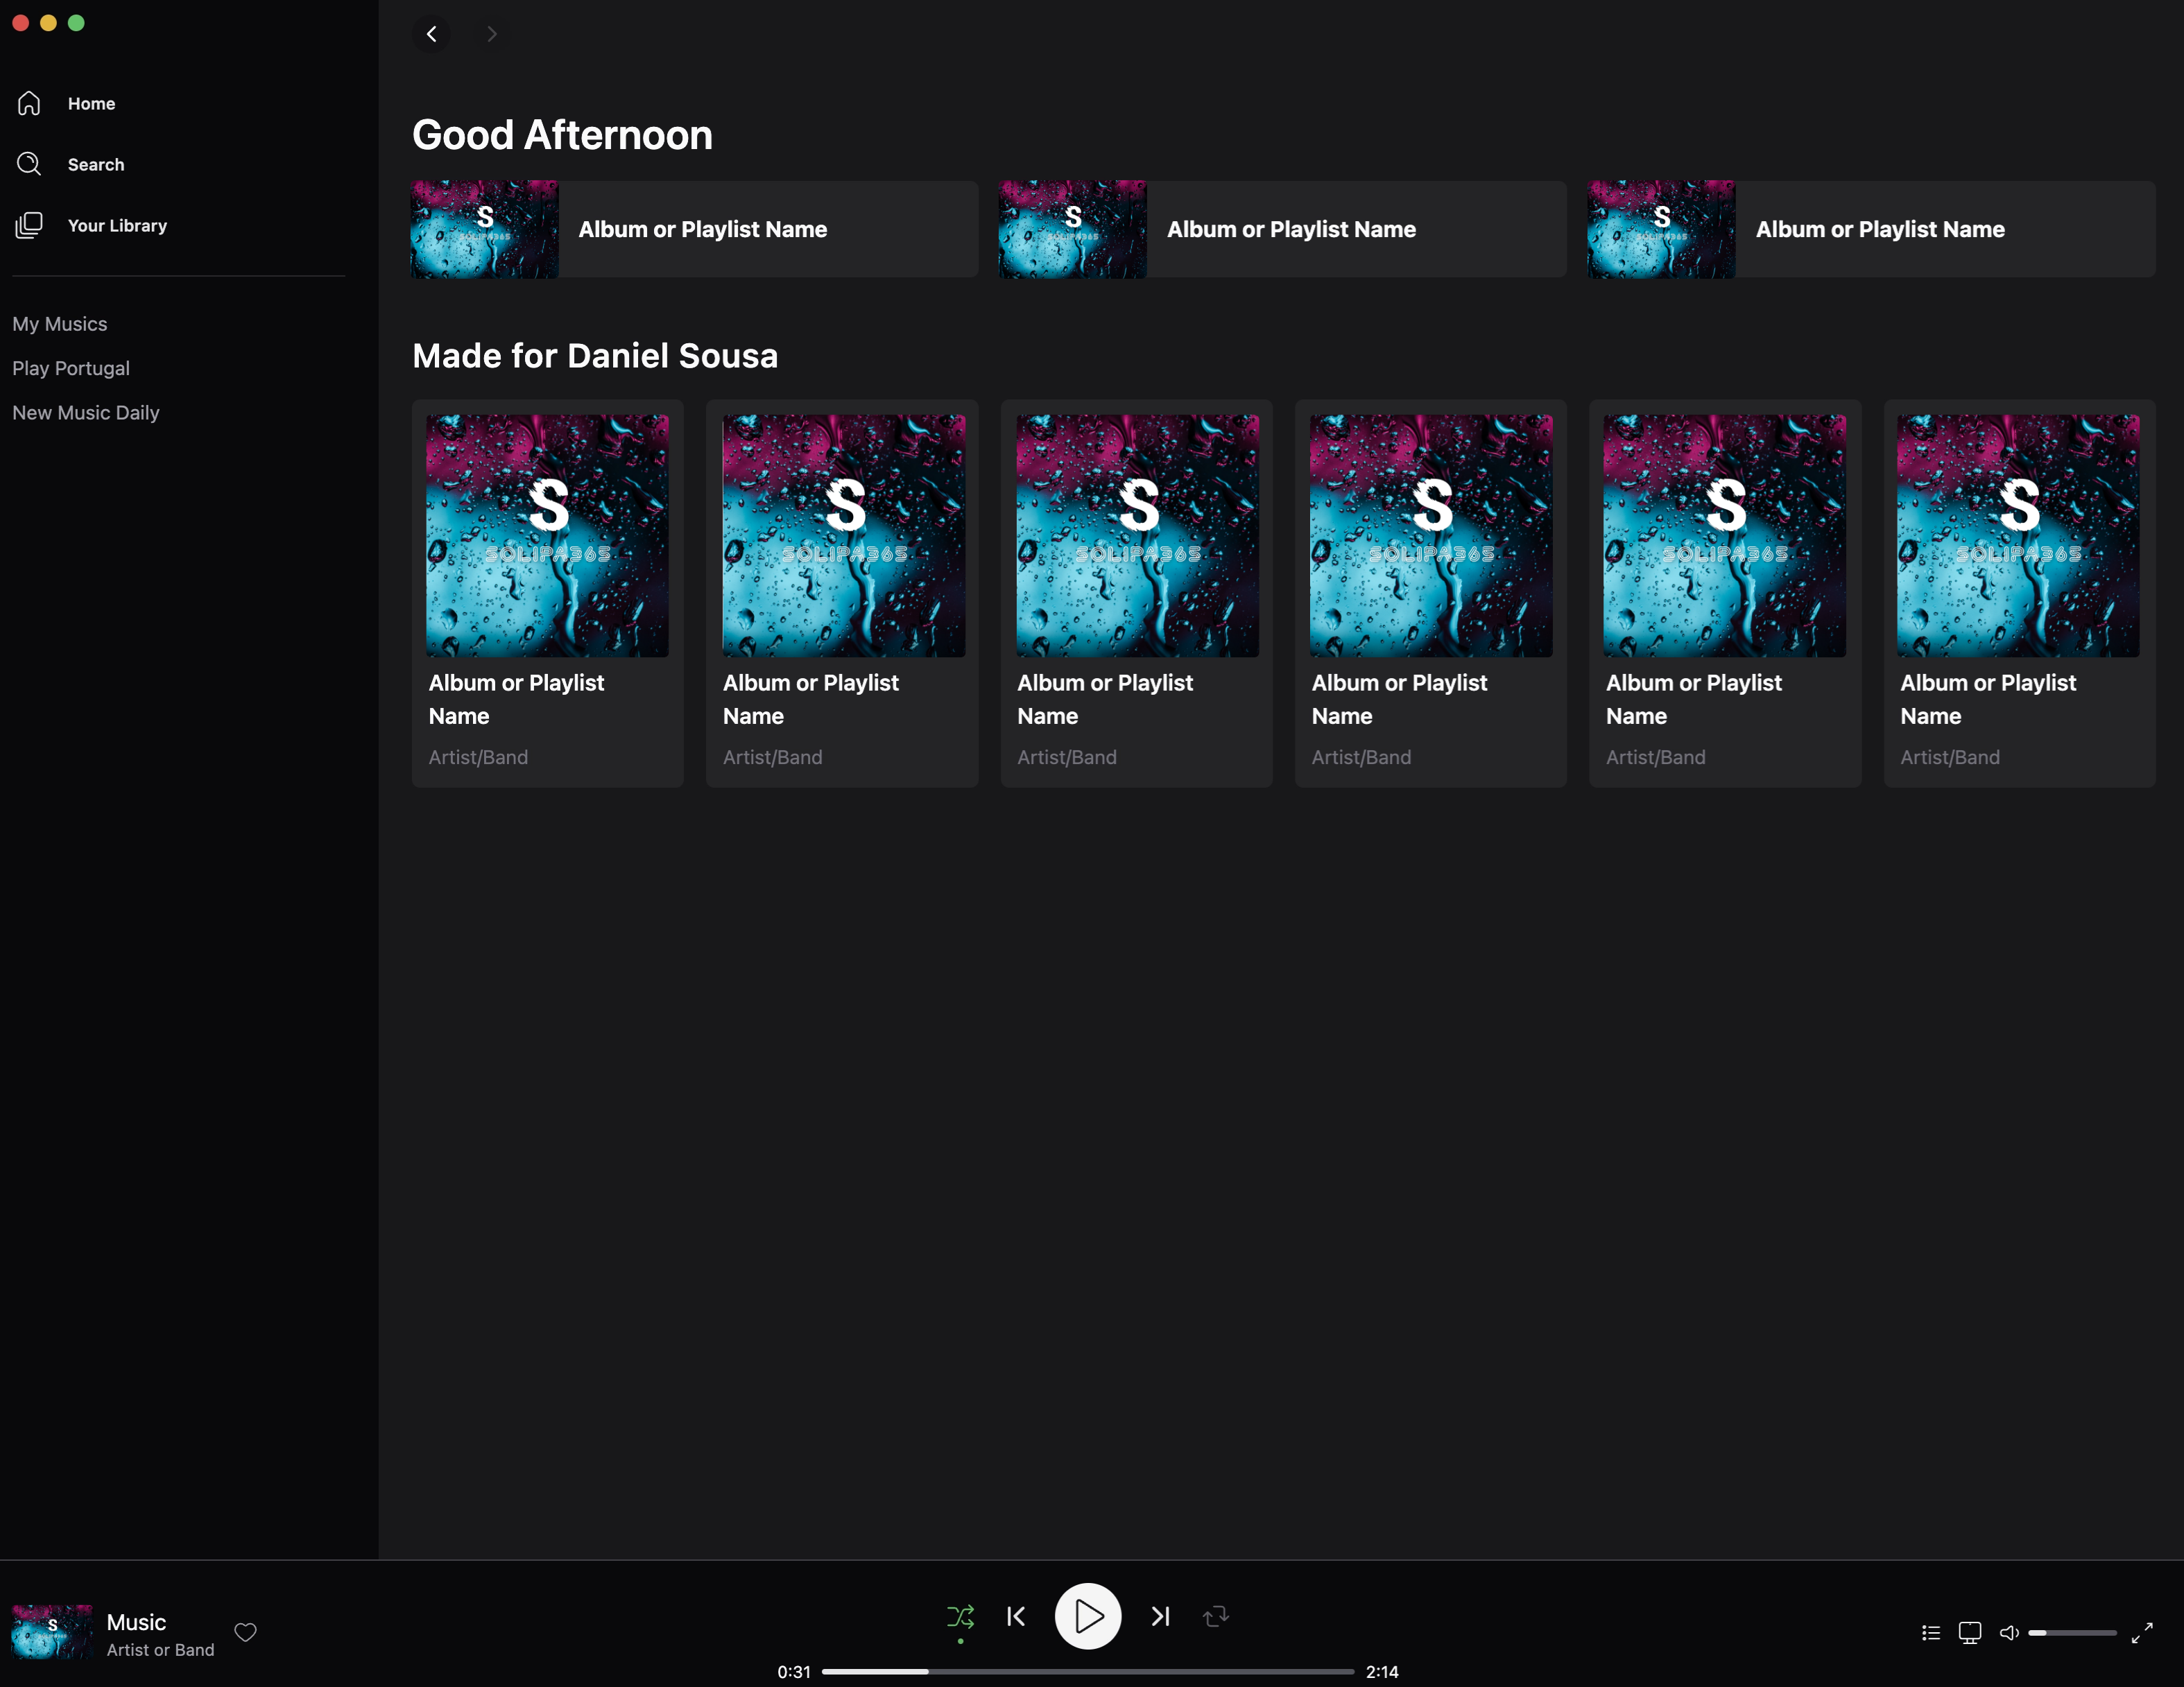 Home
Search
Your Library
My Musics
Play Portugal
New Music Daily
Good Afternoon
S
SOLIPA365
Album or Playlist Name
S
SOLIPA365
Album or Playlist Name
S
SOLIPA365
Album or Playlist Name
Made for Daniel Sousa
S
SOLIPA365
Album or Playlist
Name
Artist/Band
S
SOLIPA365
Album or Playlist
Name
Artist/Band
S
SOLIPA365
Album or Playlist
Name
Artist/Band
S
SOLIPA365
Album or Playlist
Name
Artist/Band
S
SOLIPA365
Album or Playlist
Name
Artist/Band
S
SOLIPA365
Album or Playlist
Name
Artist/Band
S
Music
Artist or Band
0:31
2:14